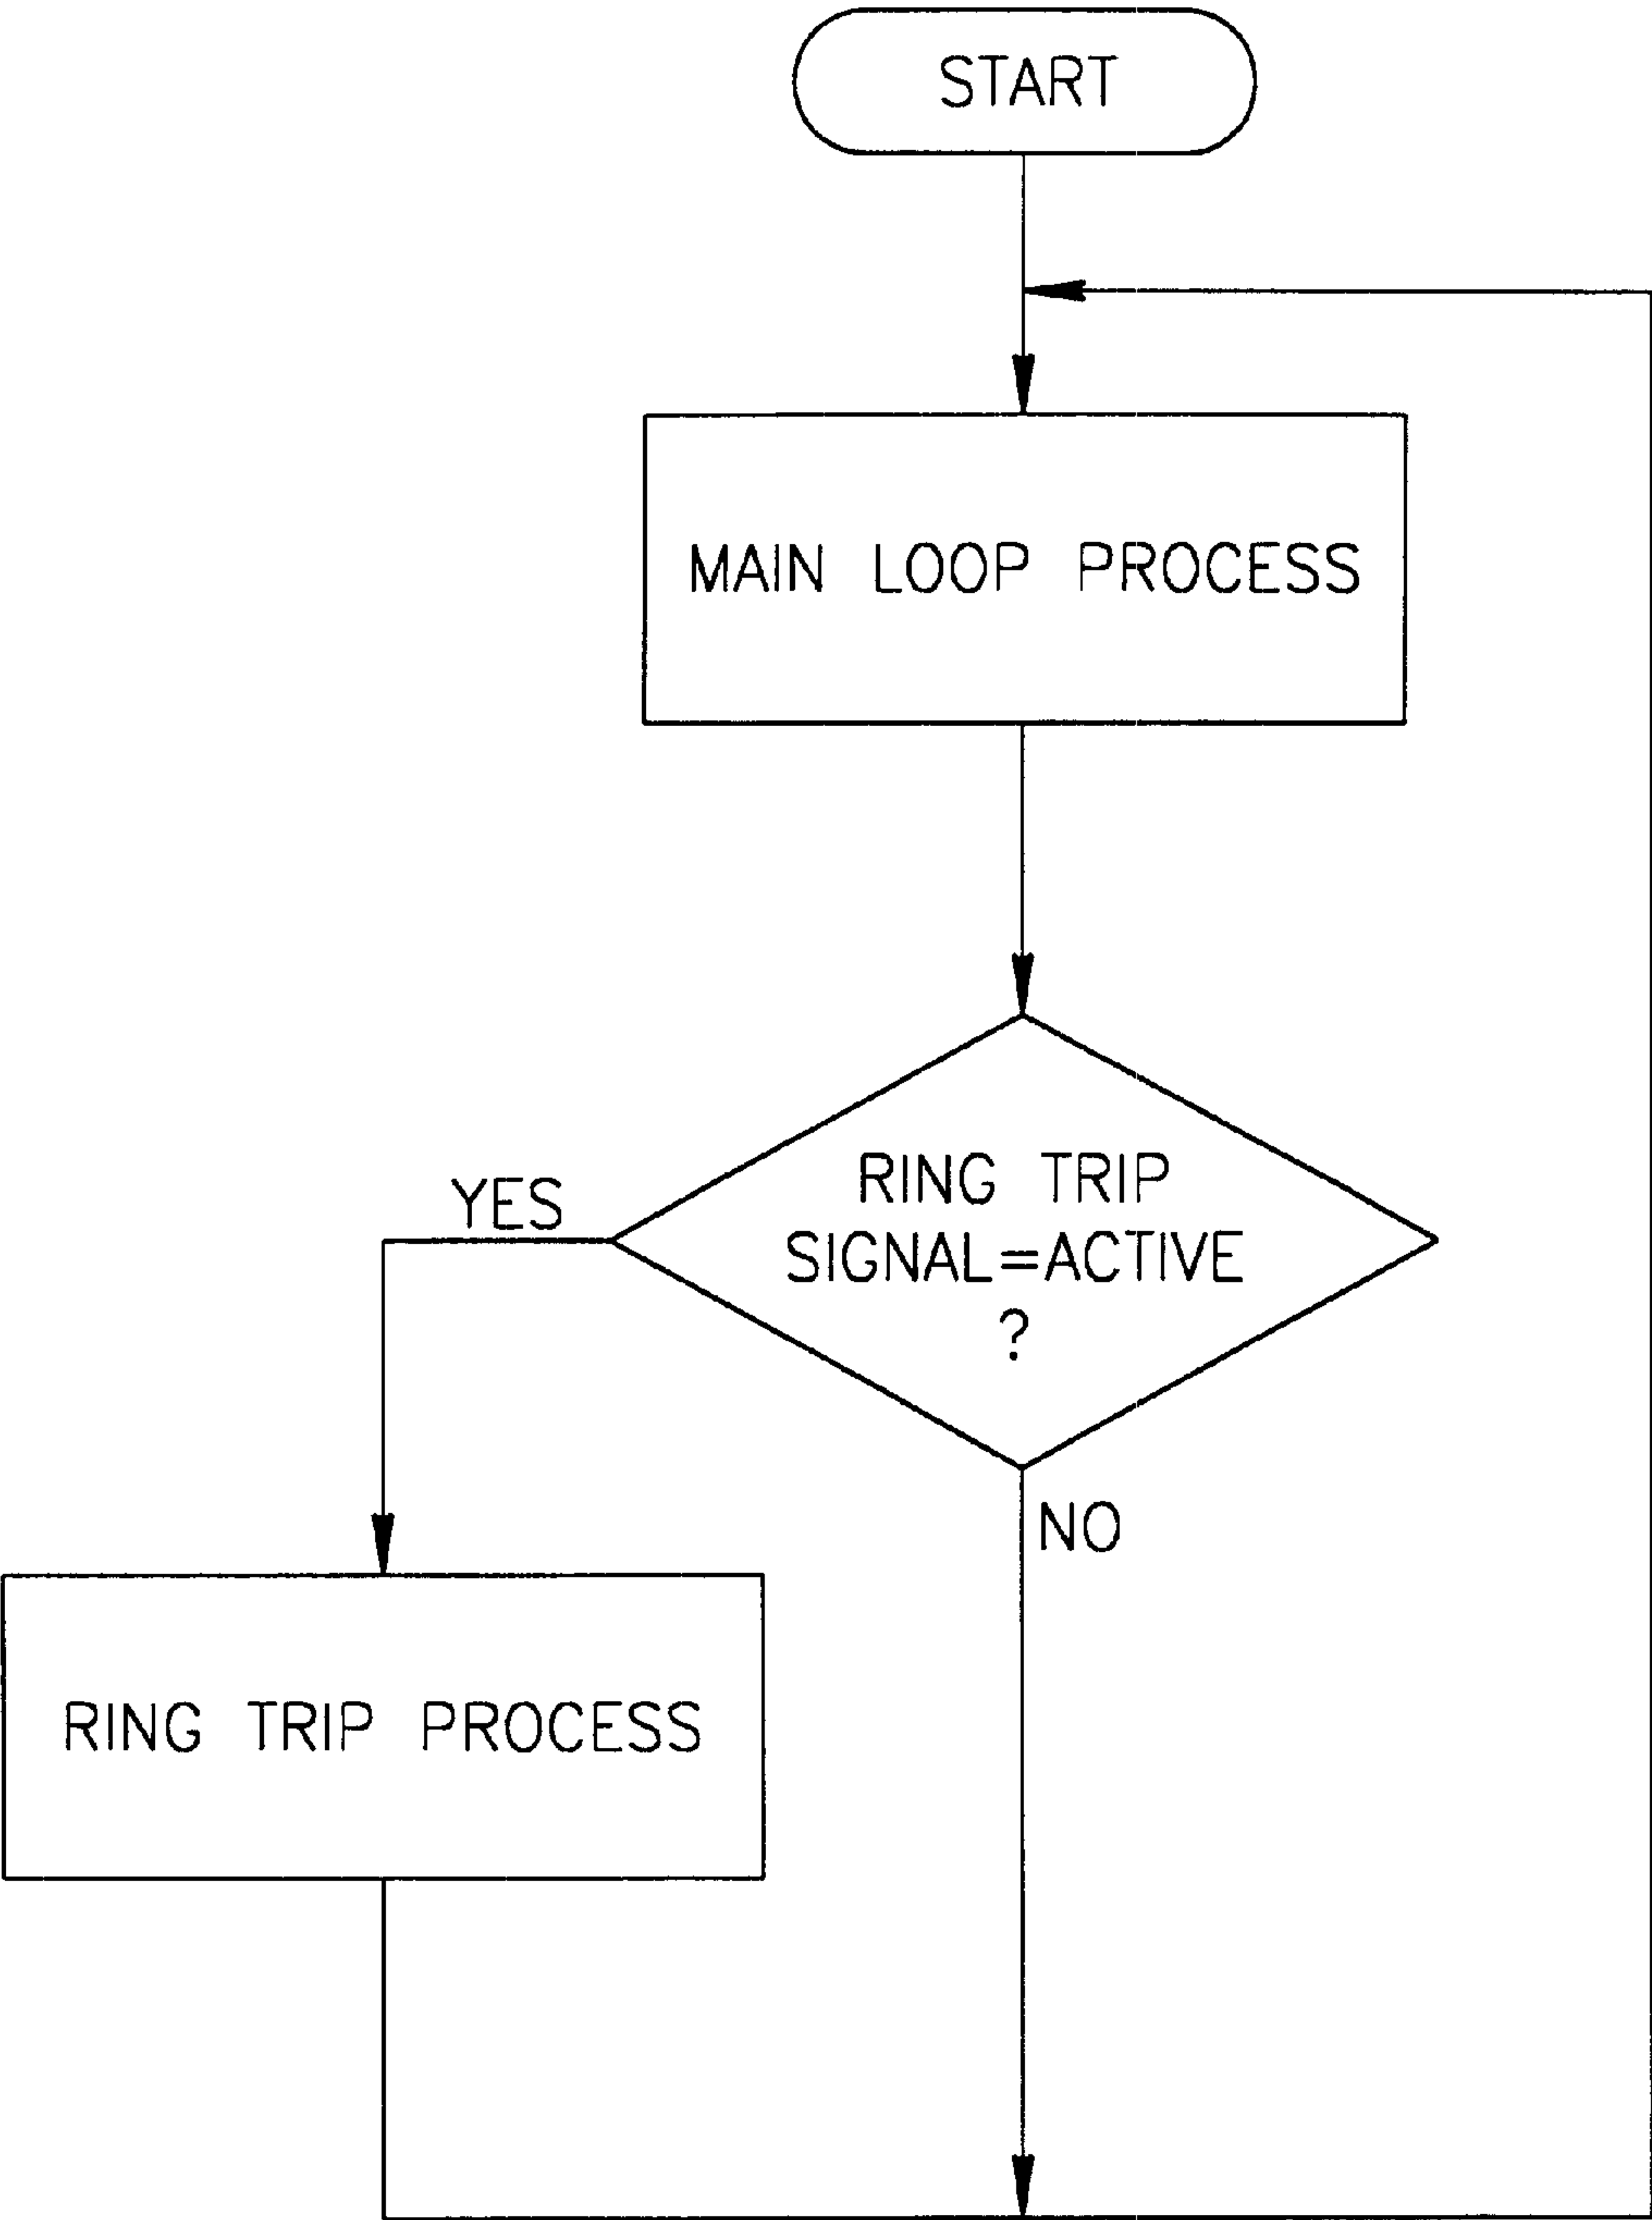 START
MAIN LOOP PROCESS
RING TRIP
SIGNAL=ACTIVE
?
YES
NO
RING TRIP PROCESS